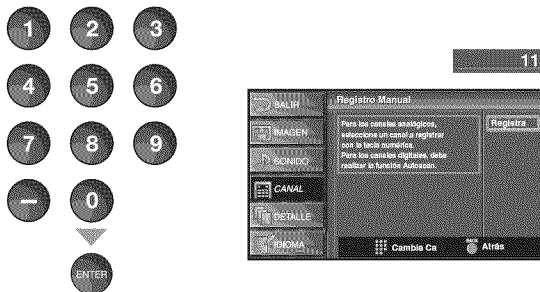 1 2 3
4 5 6
7 8 9
– 0
ENTER
11
SALIR
IMAGEN
SONIDO
CANAL
DETALLE
IDIOMA
Registro Manual
Para los canales analógicos,
seleccione un canal a registrar
con la tecla numérica.
Para los canales digitales, debe
realizar la función Autoscan.
Registra
Cambia Ca
BACK
Atrás